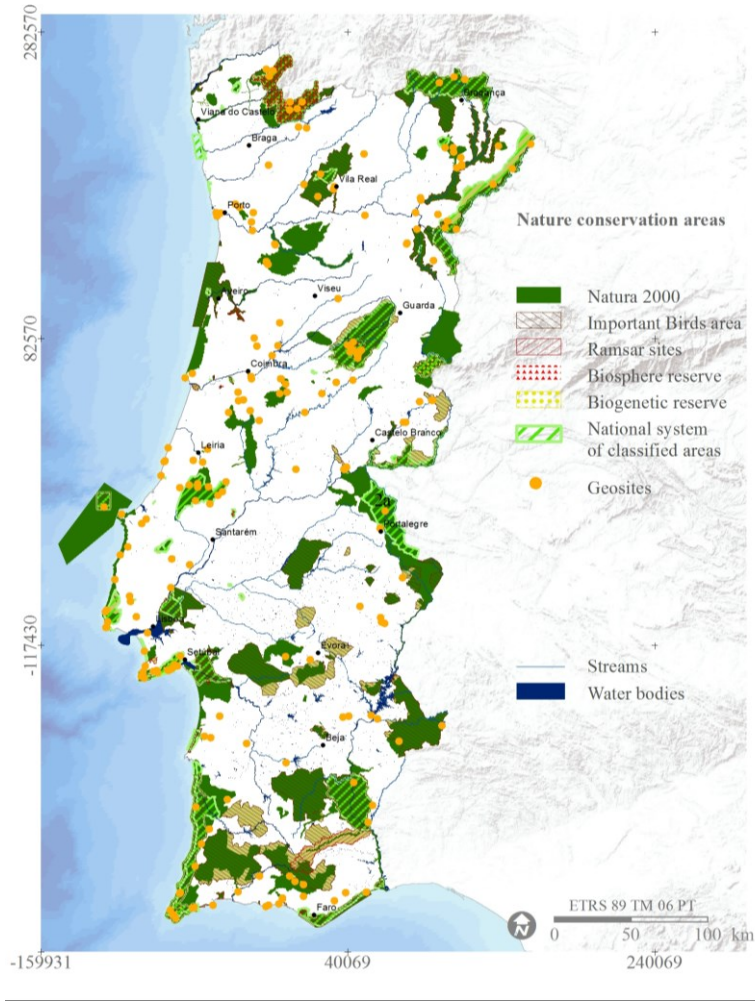 282570
82570
-117430
-159931
40069
240069
Bragança
Viana do Castelo
Braga
Vila Real
Porto
Aveiro
Viseu
Guarda
Coimbra
Castelo Branco
Leiria
Portalegre
Santarém
Setúbal
Evora
Beja
Faro
Nature conservation areas
Natura 2000
Important Birds area
Ramsar sites
Biosphere reserve
Biogenetic reserve
National system
of classified areas
Geosites
Streams
Water bodies
ETRS 89 TM 06 PT
0 50 100 km
N